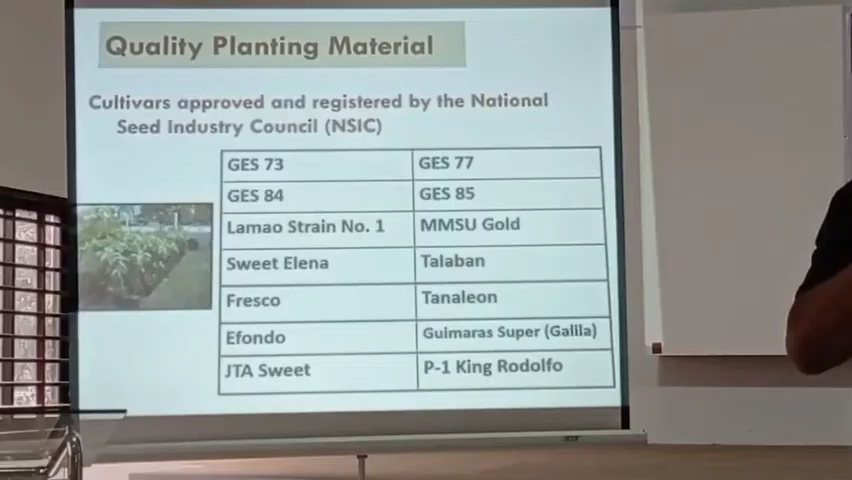 Quality Planting Material
Cultivars approved and registered by the National
Seed Industry Council (NSIC)
GES 73 GES 77
GES 84 GES 85
Lamao Strain No. 1 MMSU Gold
Sweet Elena Talaban
Fresco Tanaleon
Efondo Guimaras Super (Galila)
JTA Sweet P-1 King Rodolfo
acer